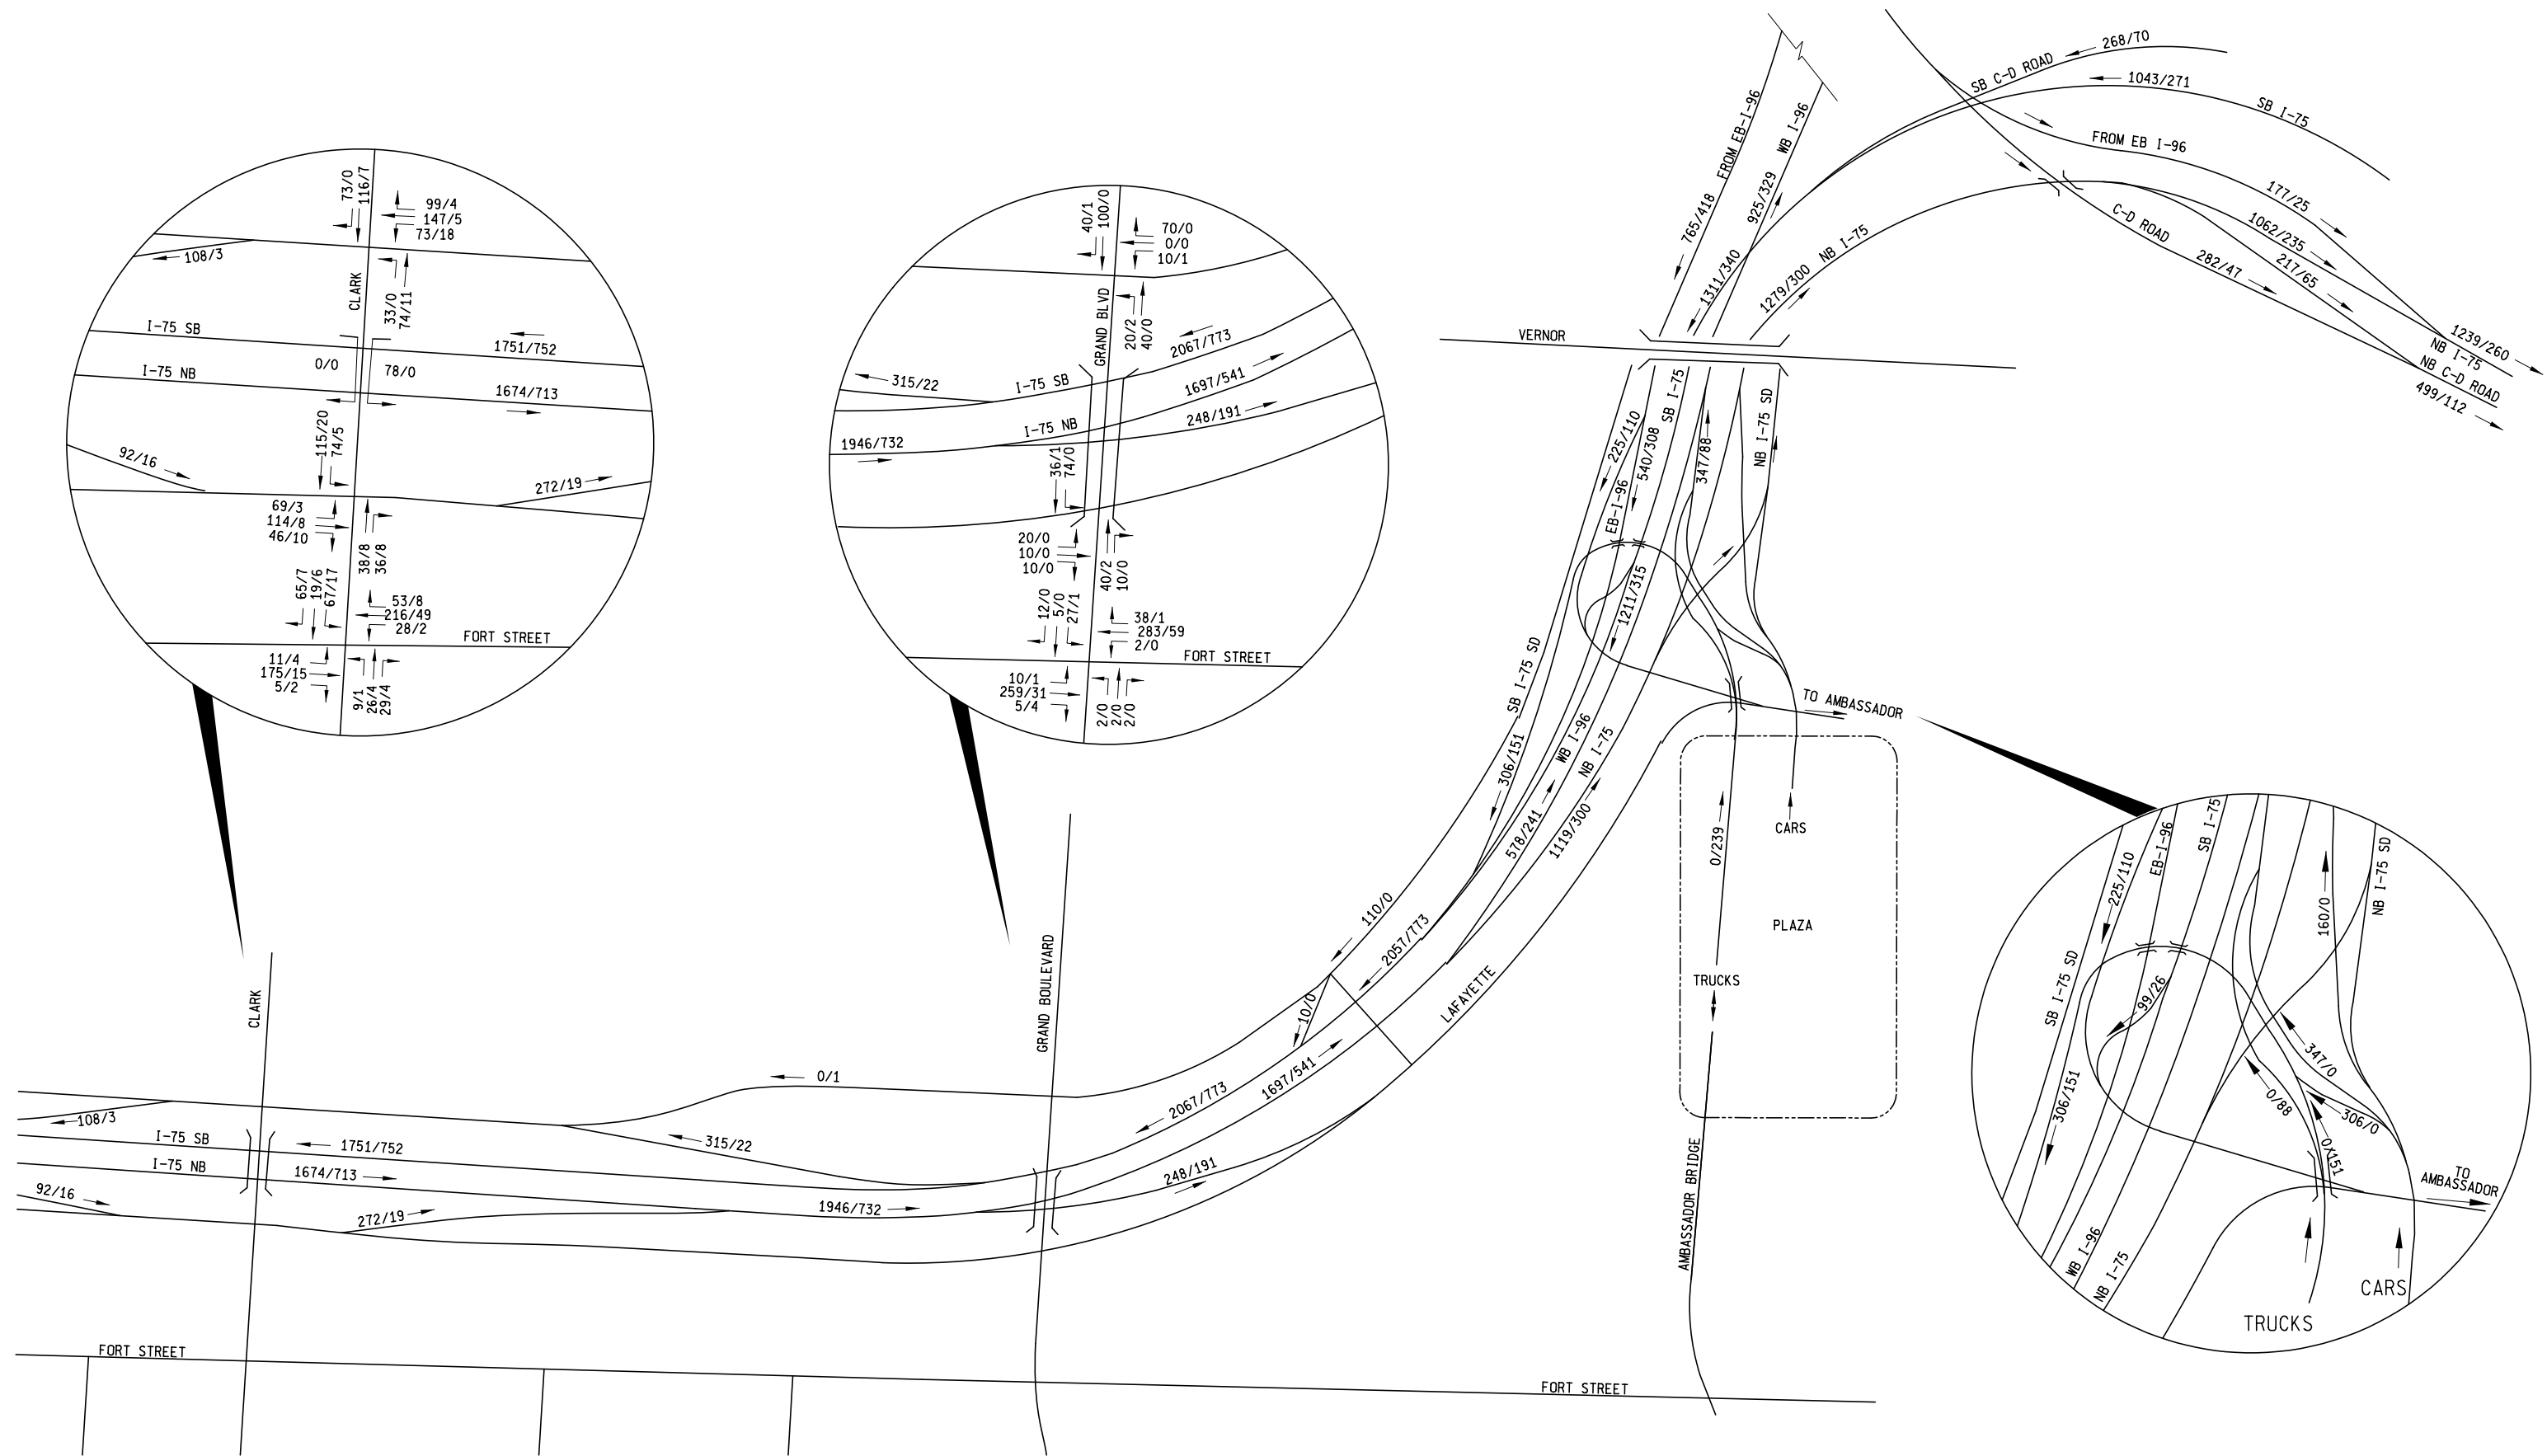 268/70
SB C-D ROAD
1043/271
SB I-75
FROM EB I-96
177/25
1062/235
C-D ROAD
282/47
217/65
1239/260
NB I-75
NB C-D ROAD
499/112
FROM EB-I-96
765/418
WB I-96
925/329
1311/340
1279/300 NB I-75
VERNOR
73/0
116/7
99/4
147/5
73/18
108/3
CLARK
33/0
74/11
I-75 SB
1751/752
0/0
78/0
I-75 NB
1674/713
115/20
74/5
92/16
272/19
69/3
114/8
46/10
38/8
36/8
65/7
19/6
67/17
53/8
216/49
28/2
FORT STREET
11/4
175/15
5/2
9/1
26/4
29/4
40/1
100/0
70/0
0/0
10/1
GRAND BLVD
20/2
40/0
2067/773
315/22
I-75 SB
1697/541
I-75 NB
248/191
1946/732
36/1
74/0
20/0
10/0
10/0
40/2
10/0
12/0
5/0
27/1
38/1
283/59
2/0
FORT STREET
10/1
259/31
5/4
2/0
2/0
2/0
225/110
540/308 SB I-75
EB-I-96
347/88
NB I-75 SD
1211/315
SB I-75 SD
306/151
WB I-96
NB I-75
578/241
1119/300
TO AMBASSADOR
0/239
CARS
PLAZA
TRUCKS
AMBASSADOR BRIDGE
110/0
2057/773
10/0
LAFAYETTE
1697/541
2067/773
GRAND BOULEVARD
0/1
315/22
248/191
1946/732
CLARK
108/3
I-75 SB
1751/752
I-75 NB
1674/713
92/16
272/19
FORT STREET
FORT STREET
SB I-75
EB-I-96
225/110
160/0
NB I-75 SD
SB I-75 SD
99/26
306/151
347/0
0/88
306/0
0/151
TO
AMBASSADOR
WB I-96
NB I-75
CARS
TRUCKS